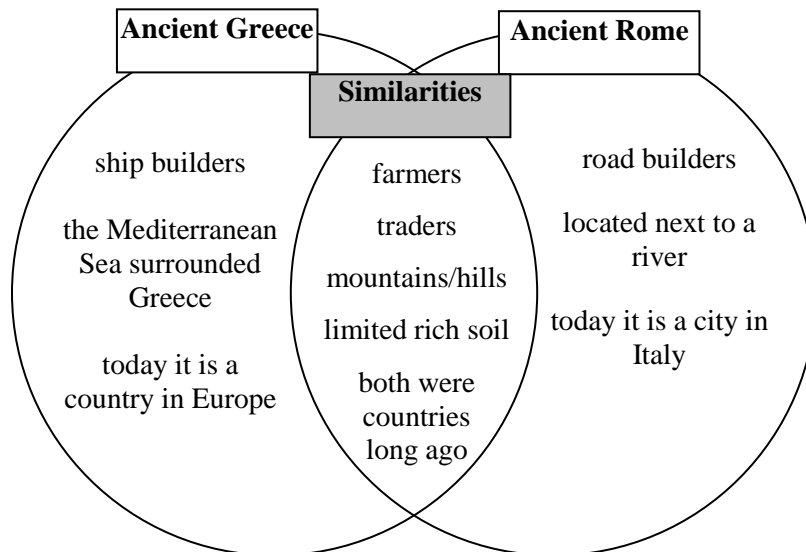 Ancient Greece
Ancient Rome
Similarities
ship builders
the Mediterranean
Sea surrounded
Greece
today it is a
country in Europe
farmers
traders
mountains/hills
limited rich soil
both were
countries
long ago
road builders
located next to a
river
today it is a city in
Italy